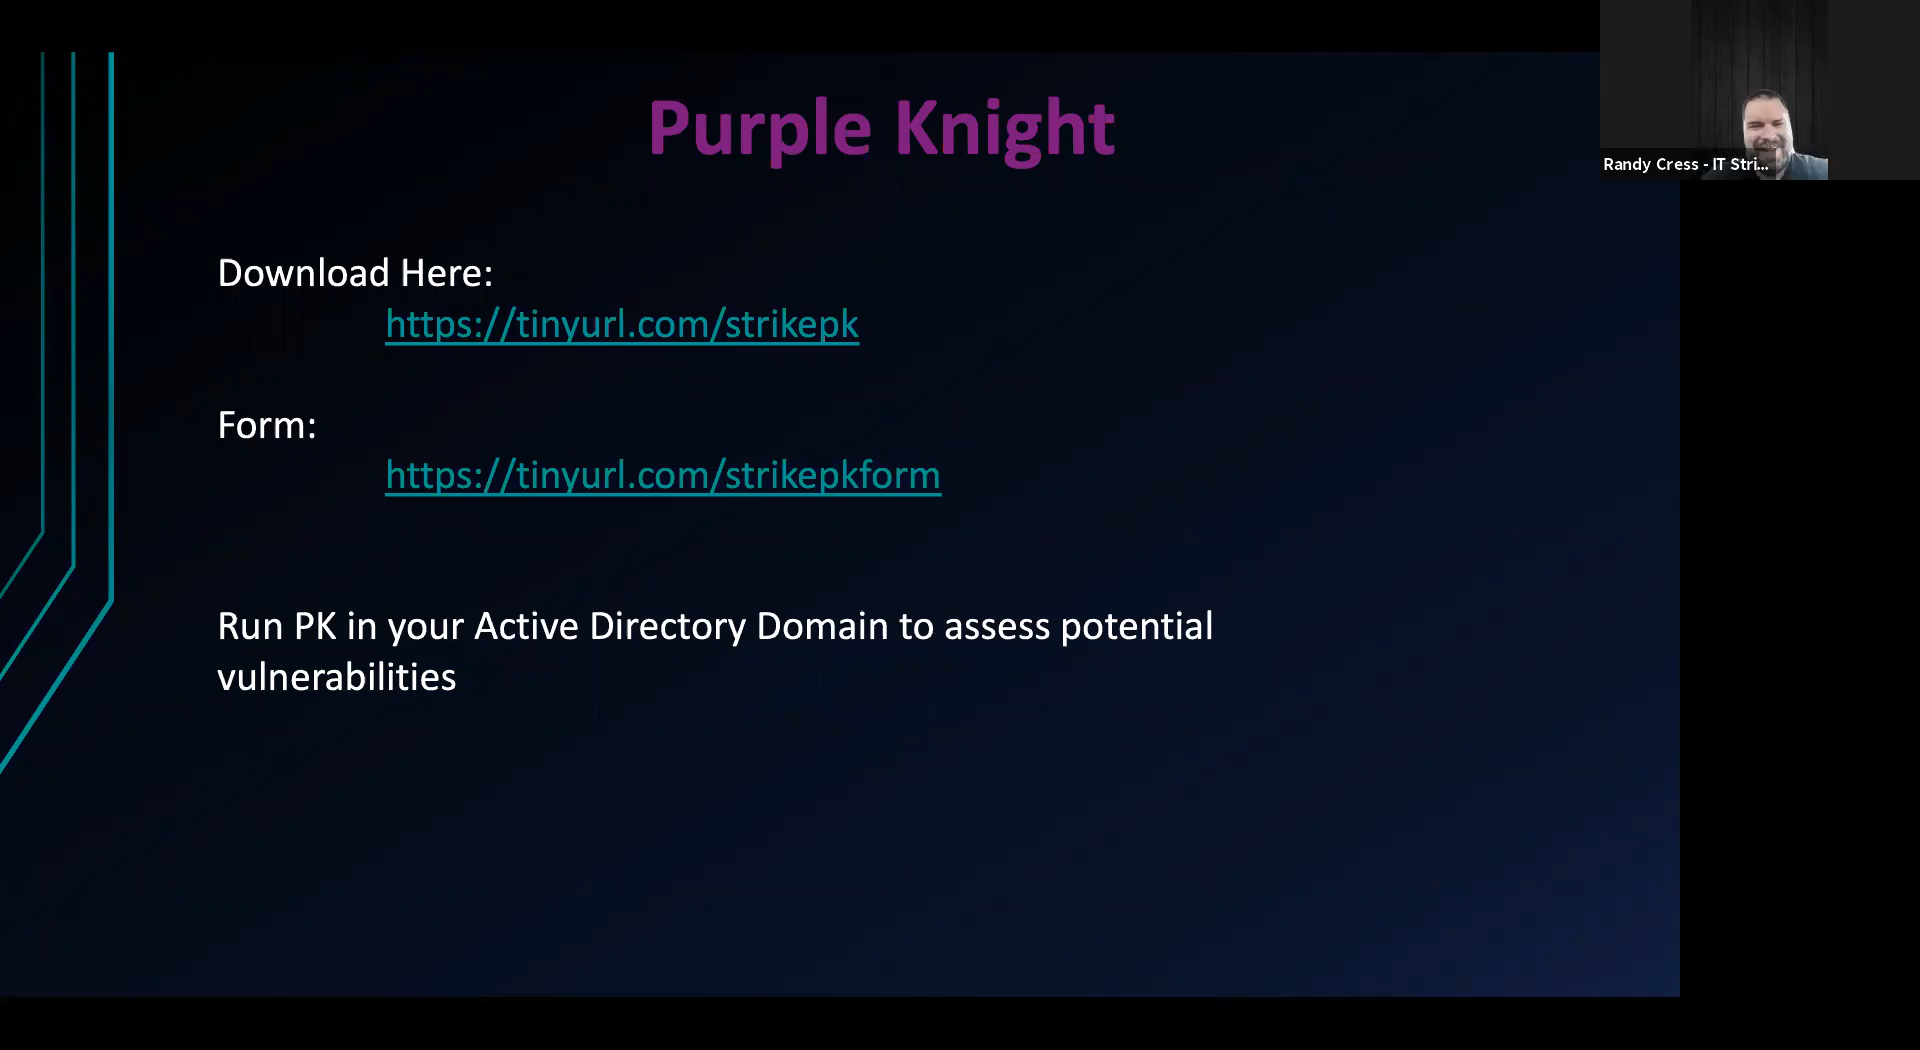 Purple Knight
Randy Cress - IT Stri...
Download Here:
https://tinyurl.com/strikepk
Form:
https://tinyurl.com/strikepkform
Run PK in your Active Directory Domain to assess potential
vulnerabilities